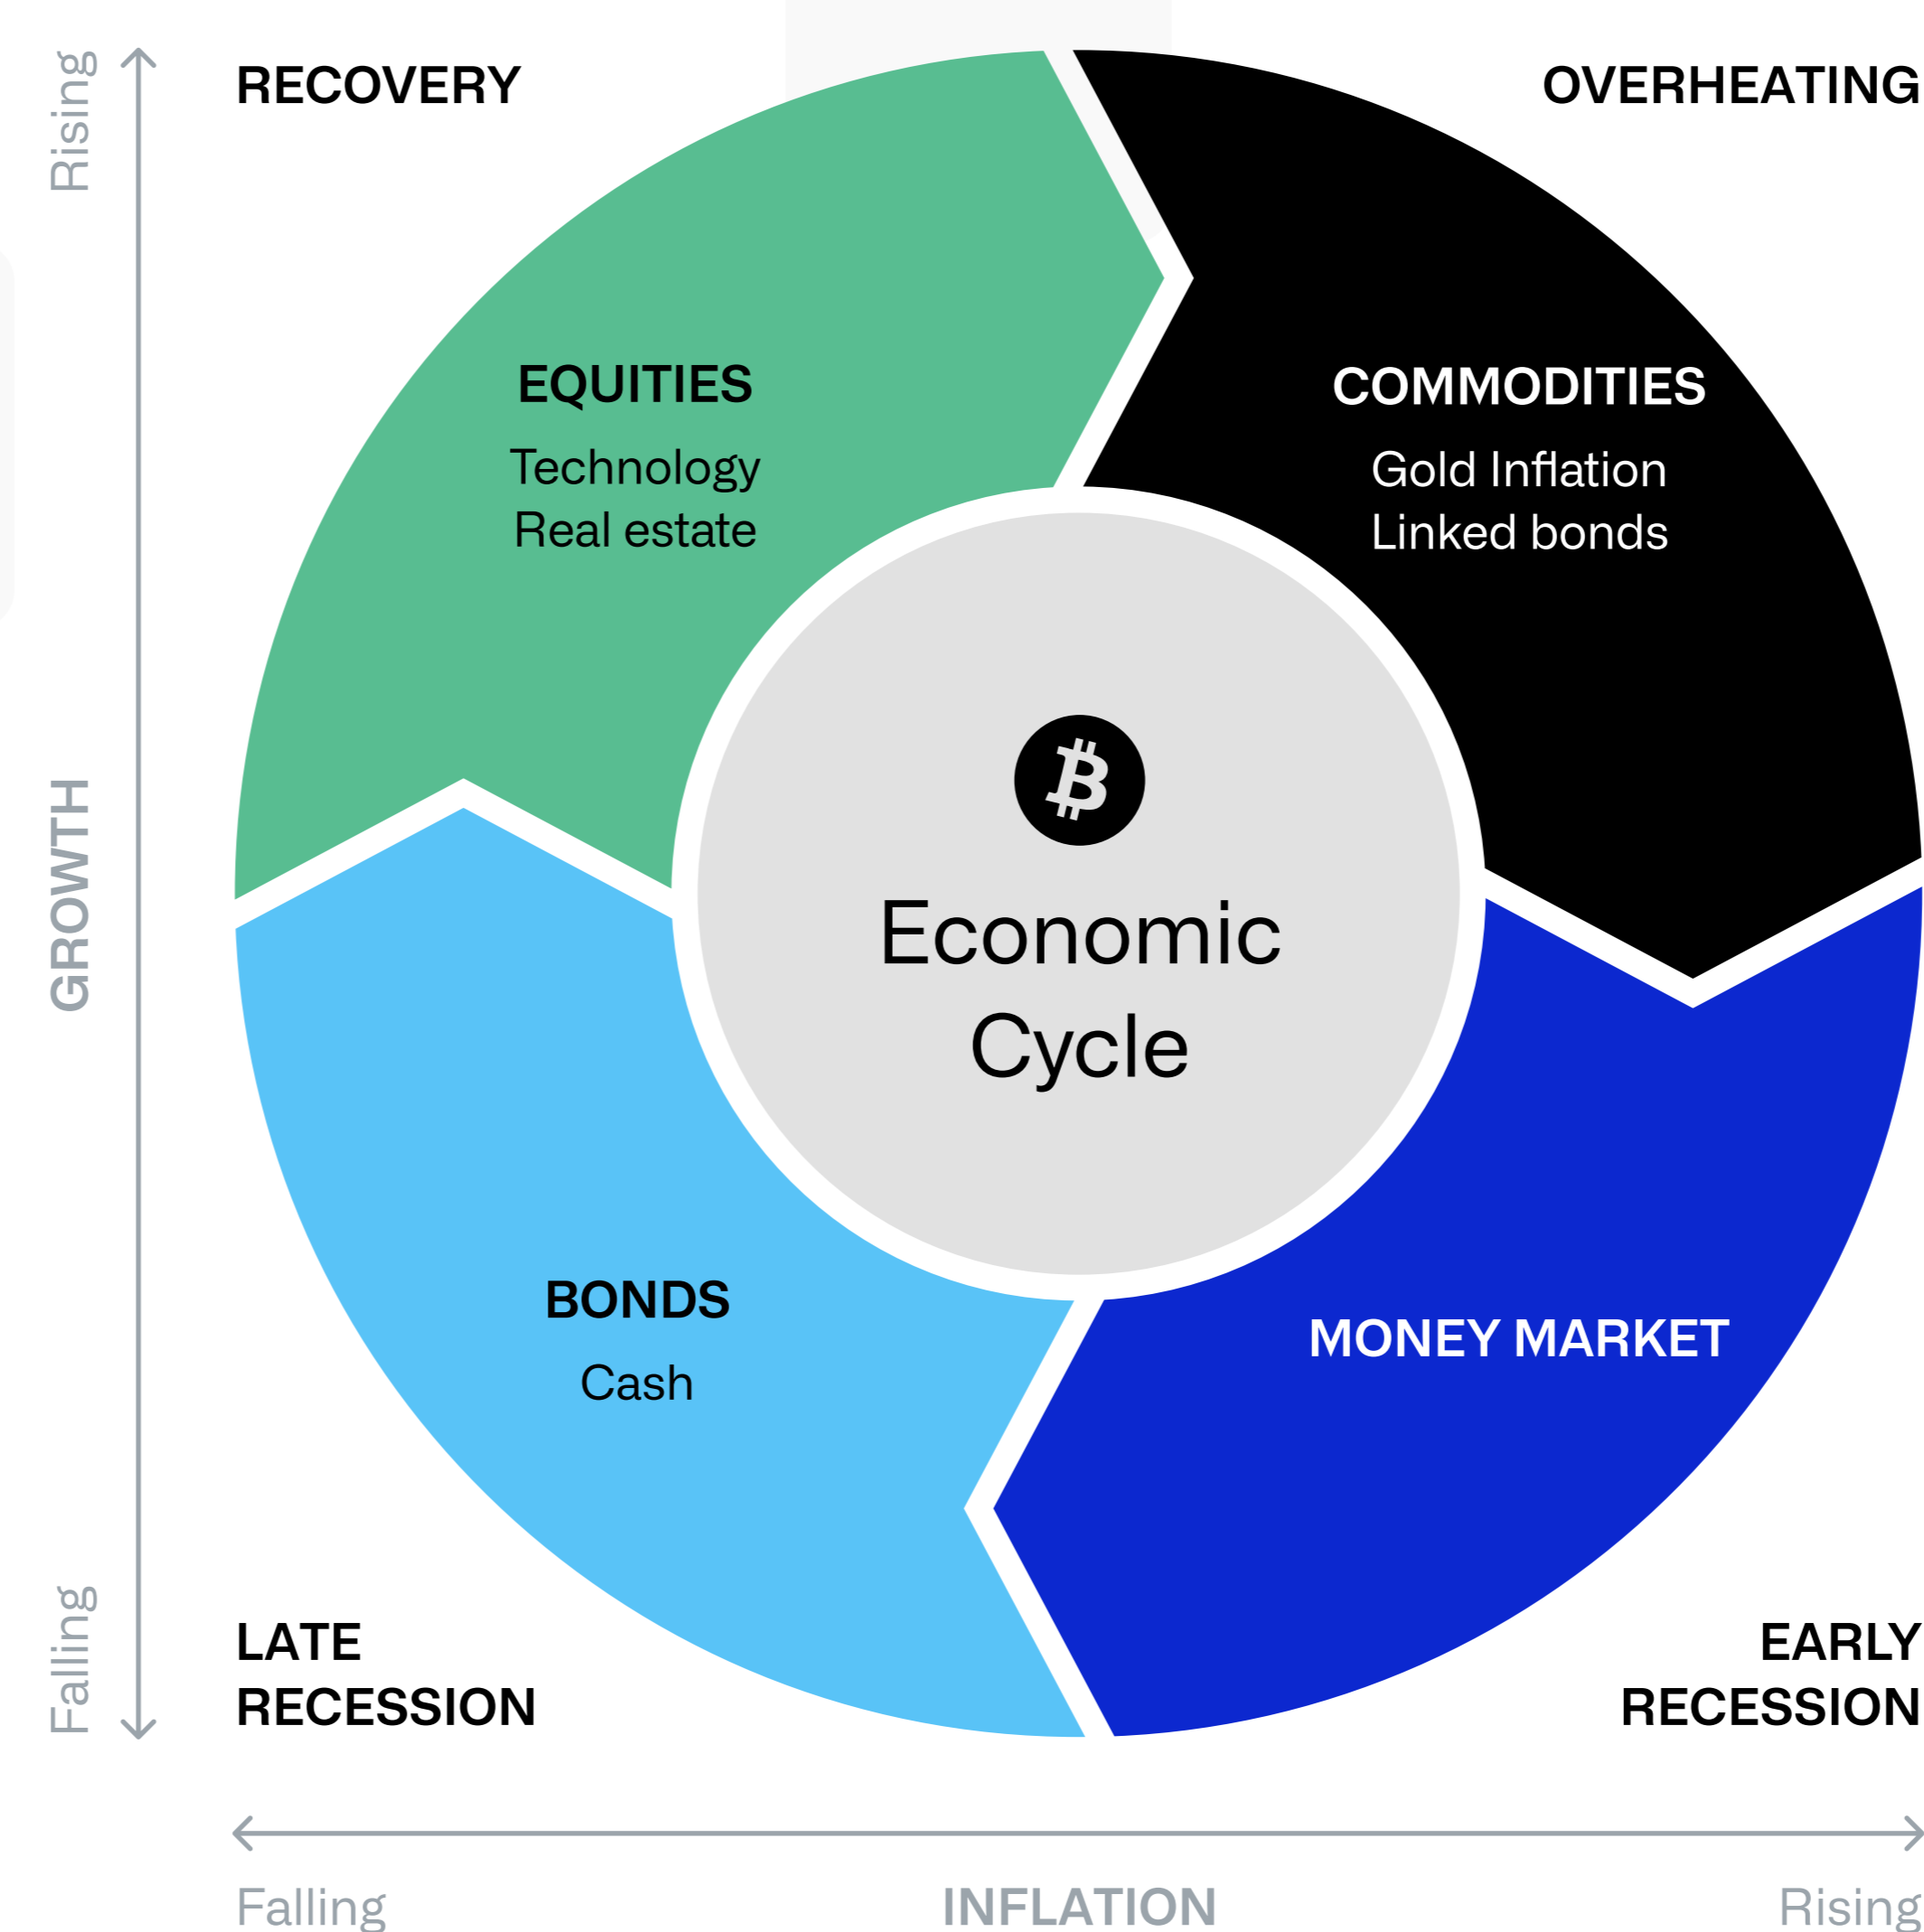 RECOVERY
OVERHEATING
Rising
GROWTH
Falling
EQUITIES
Technology
Real estate
COMMODITIES
Gold Inflation
Linked bonds
₿
Economic
Cycle
BONDS
Cash
MONEY MARKET
LATE
RECESSION
EARLY
RECESSION
Falling
INFLATION
Rising